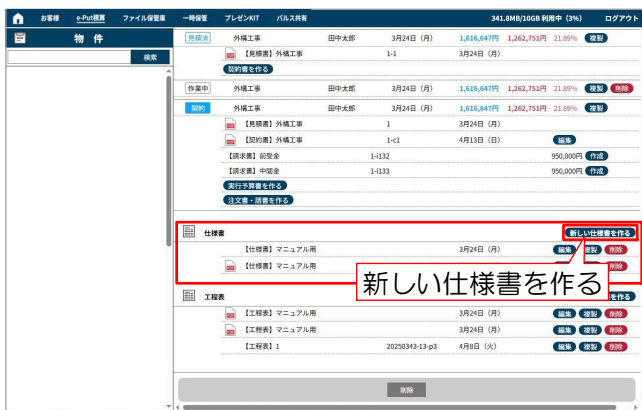 お客様 e-Put積算 ファイル保管庫 一時保管 プレゼンKIT パルス共有 341.8MB/10GB 利用中（3%） ログアウト
物 件
検索
見積済 外構工事 田中太郎 3月24日（月） 1,616,647円 1,262,751円 21.89% 複製
【見積書】外構工事 1-1 3月24日（月）
契約書を作る
作業中 外構工事 田中太郎 3月24日（月） 1,616,647円 1,262,751円 21.89% 複製 削除
契約 外構工事 田中太郎 3月24日（月） 1,616,647円 1,262,751円 21.89% 複製
【見積書】外構工事 1 3月24日（月）
【契約書】外構工事 1-c1 4月13日（日） 編集
【請求書】前受金 1-i132 950,000円 作成
【請求書】中間金 1-i133 950,000円 作成
実行予算書を作る
注文書・請書を作る
仕様書 新しい仕様書を作る
【仕様書】マニュアル用 3月24日（月） 編集 複製 削除
【仕様書】マニュアル用
新しい仕様書を作る
工程表 を作る
【工程表】マニュアル用 3月24日（月） 編集 複製 削除
【工程表】マニュアル用 3月24日（月） 編集 複製 削除
【工程表】1 20250343-13-p3 4月8日（火） 編集 複製 削除
削除